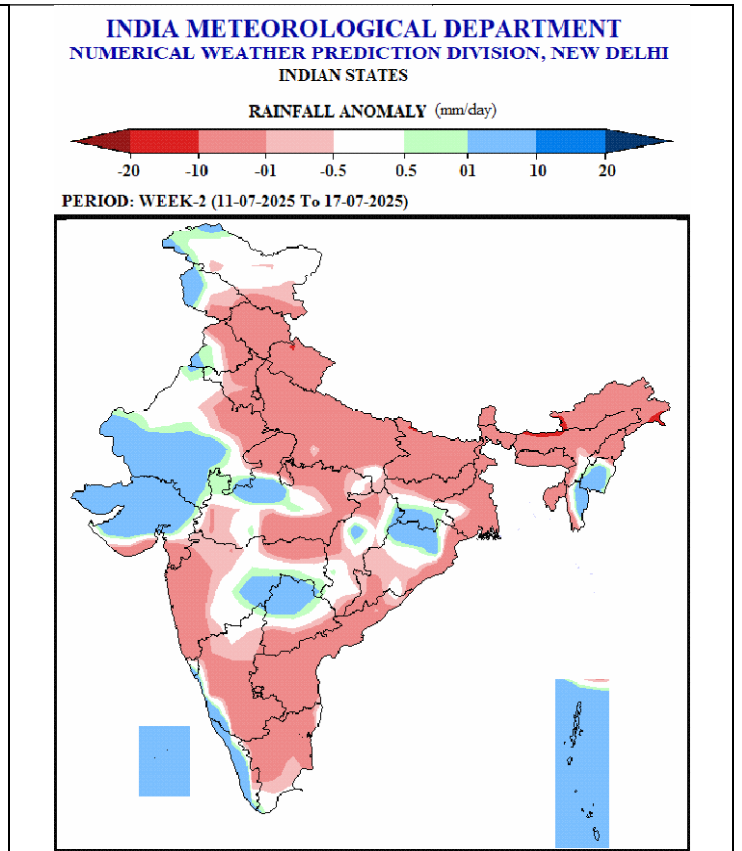 INDIA METEOROLOGICAL DEPARTMENT
NUMERICAL WEATHER PREDICTION DIVISION, NEW DELHI
INDIAN STATES
RAINFALL ANOMALY (mm/day)
-20 -10 -01 -0.5 0.5 01 10 20
PERIOD: WEEK-2 (11-07-2025 To 17-07-2025)